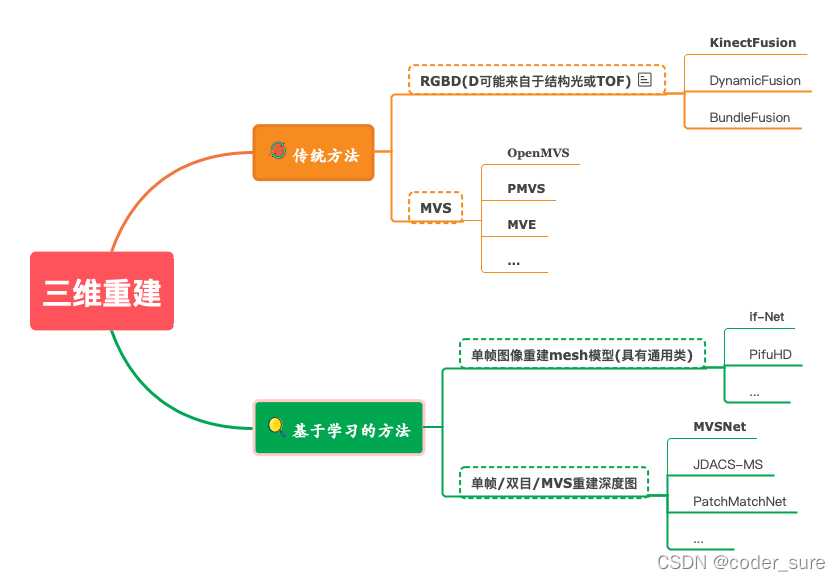 三维重建
传统方法
RGBD(D可能来自于结构光或TOF)
KinectFusion
DynamicFusion
BundleFusion
MVS
OpenMVS
PMVS
MVE
...
基于学习的方法
单帧图像重建mesh模型(具有通用类)
if-Net
PifuHD
...
单帧/双目/MVS重建深度图
MVSNet
JDACS-MS
PatchMatchNet
...
CSDN @coder_sure